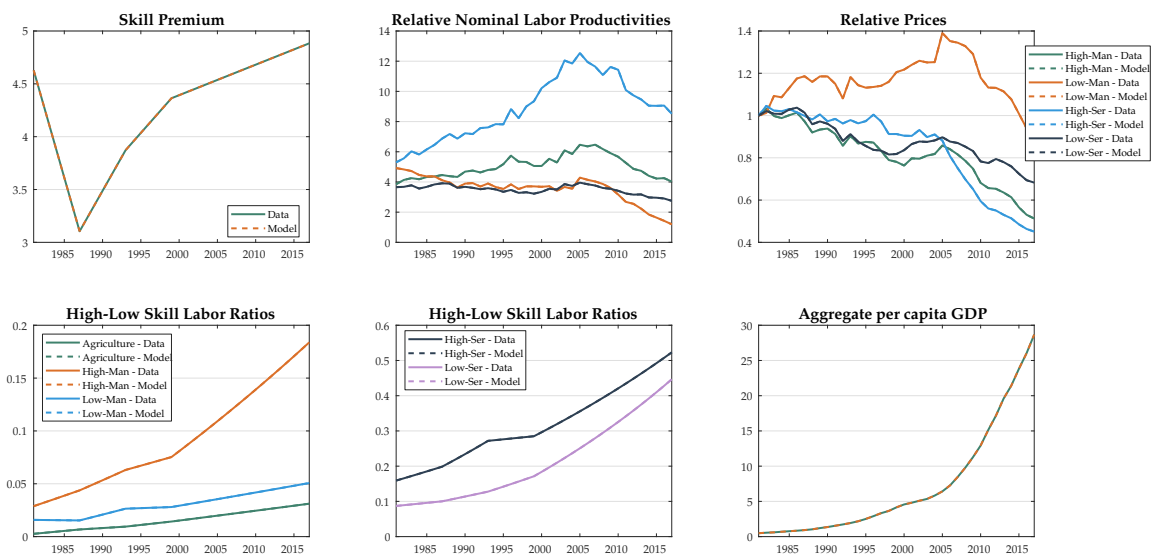 Skill Premium
5
4.5
4
3.5
3
1985 1990 1995 2000 2005 2010 2015
Data
Model
Relative Nominal Labor Productivities
14
12
10
8
6
4
2
0
1985 1990 1995 2000 2005 2010 2015
Relative Prices
1.4
1.2
1
0.8
0.6
0.4
1985 1990 1995 2000 2005 2010 2015
High-Man - Data
High-Man - Model
Low-Man - Data
Low-Man - Model
High-Ser - Data
High-Ser - Model
Low-Ser - Data
Low-Ser - Model
High-Low Skill Labor Ratios
0.2
0.15
0.1
0.05
0
1985 1990 1995 2000 2005 2010 2015
Agriculture - Data
Agriculture - Model
High-Man - Data
High-Man - Model
Low-Man - Data
Low-Man - Model
High-Low Skill Labor Ratios
0.6
0.5
0.4
0.3
0.2
0.1
0
1985 1990 1995 2000 2005 2010 2015
High-Ser - Data
High-Ser - Model
Low-Ser - Data
Low-Ser - Model
Aggregate per capita GDP
30
25
20
15
10
5
0
1985 1990 1995 2000 2005 2010 2015